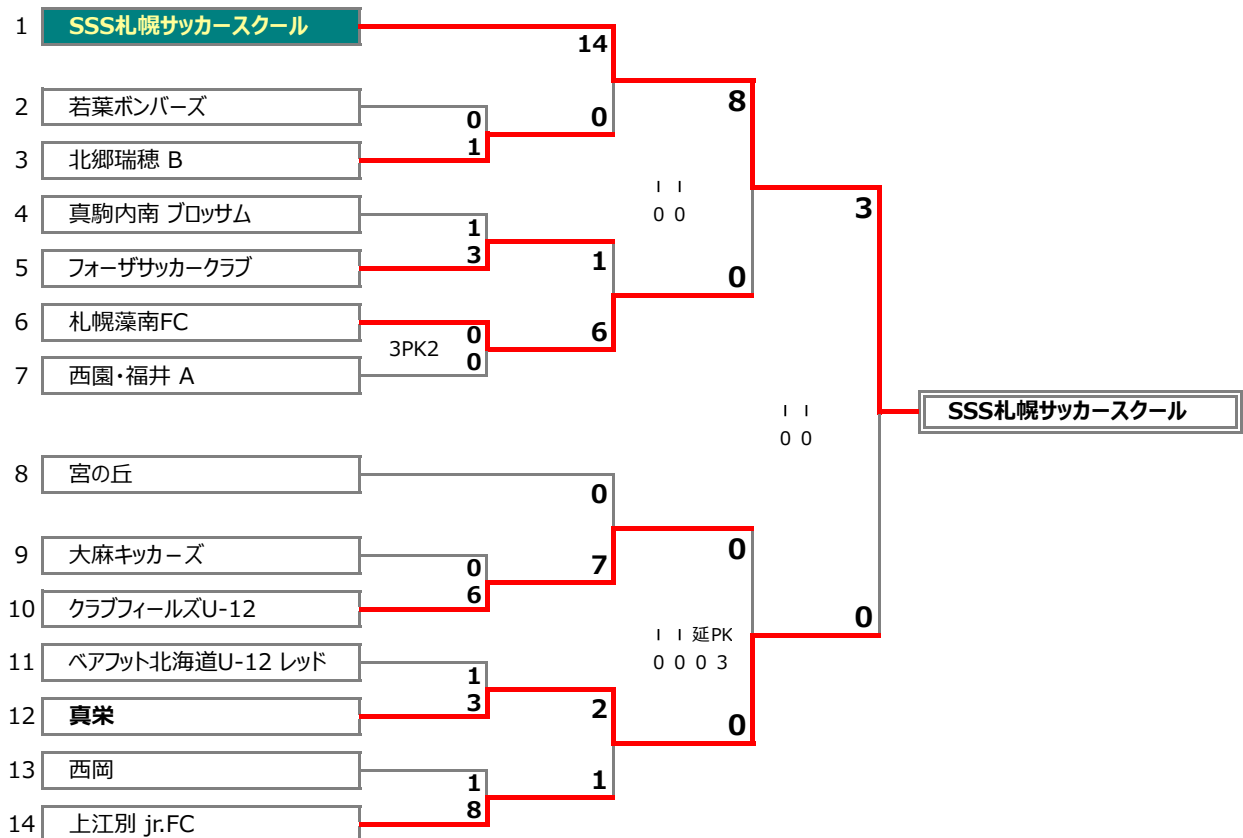 1 SSS札幌サッカースクール
14
2 若葉ボンバーズ
0
0
8
3 北郷瑞穂 B
1
4 真駒内南 ブロッサム
1
I I
0 0
3
5 フォーザサッカークラブ
3
1
0
6 札幌藻南FC
0
6
3PK2
7 西園・福井 A
0
SSS札幌サッカースクール
I I
0 0
8 宮の丘
0
9 大麻キッカーズ
0
7
0
10 クラブフィールズU-12
6
0
11 ベアフット北海道U-12 レッド
1
I I 延PK
0 0 0 3
12 真栄
3
2
0
13 西岡
1
1
14 上江別 jr.FC
8